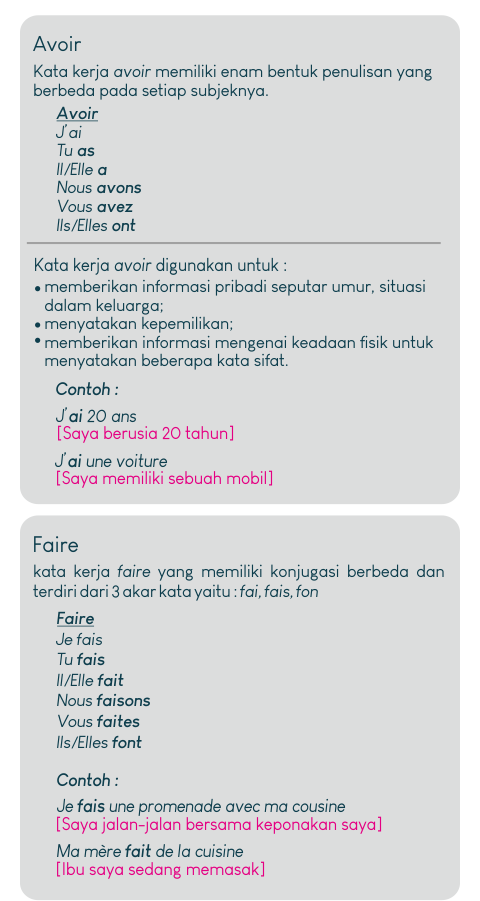 Avoir
Kata kerja avoir memiliki enam bentuk penulisan yang
berbeda pada setiap subjeknya.
Avoir
J'ai
Tu as
Il/Elle a
Nous avons
Vous avez
Ils/Elles ont
Kata kerja avoir digunakan untuk :
• memberikan informasi pribadi seputar umur, situasi
dalam keluarga;
• menyatakan kepemilikan;
• memberikan informasi mengenai keadaan fisik untuk
menyatakan beberapa kata sifat.
Contoh :
J'ai 20 ans
[Saya berusia 20 tahun]
J'ai une voiture
[Saya memiliki sebuah mobil]
Faire
kata kerja faire yang memiliki konjugasi berbeda dan
terdiri dari 3 akar kata yaitu : fai, fais, fon
Faire
Je fais
Tu fais
Il/Elle fait
Nous faisons
Vous faites
Ils/Elles font
Contoh :
Je fais une promenade avec ma cousine
[Saya jalan-jalan bersama keponakan saya]
Ma mère fait de la cuisine
[Ibu saya sedang memasak]